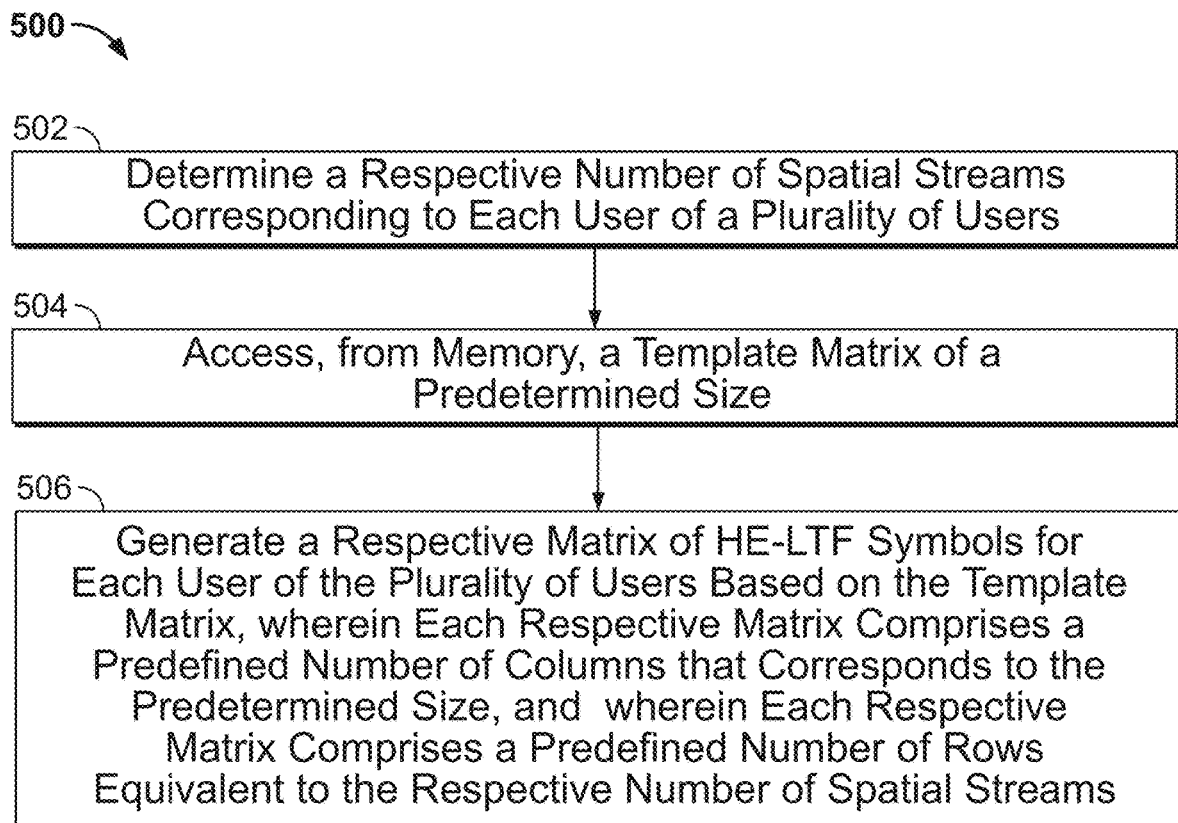 500
502
Determine a Respective Number of Spatial Streams
Corresponding to Each User of a Plurality of Users
504
Access, from Memory, a Template Matrix of a
Predetermined Size
506
Generate a Respective Matrix of HE-LTF Symbols for
Each User of the Plurality of Users Based on the Template
Matrix, wherein Each Respective Matrix Comprises a
Predefined Number of Columns that Corresponds to the
Predetermined Size, and wherein Each Respective
Matrix Comprises a Predefined Number of Rows
Equivalent to the Respective Number of Spatial Streams